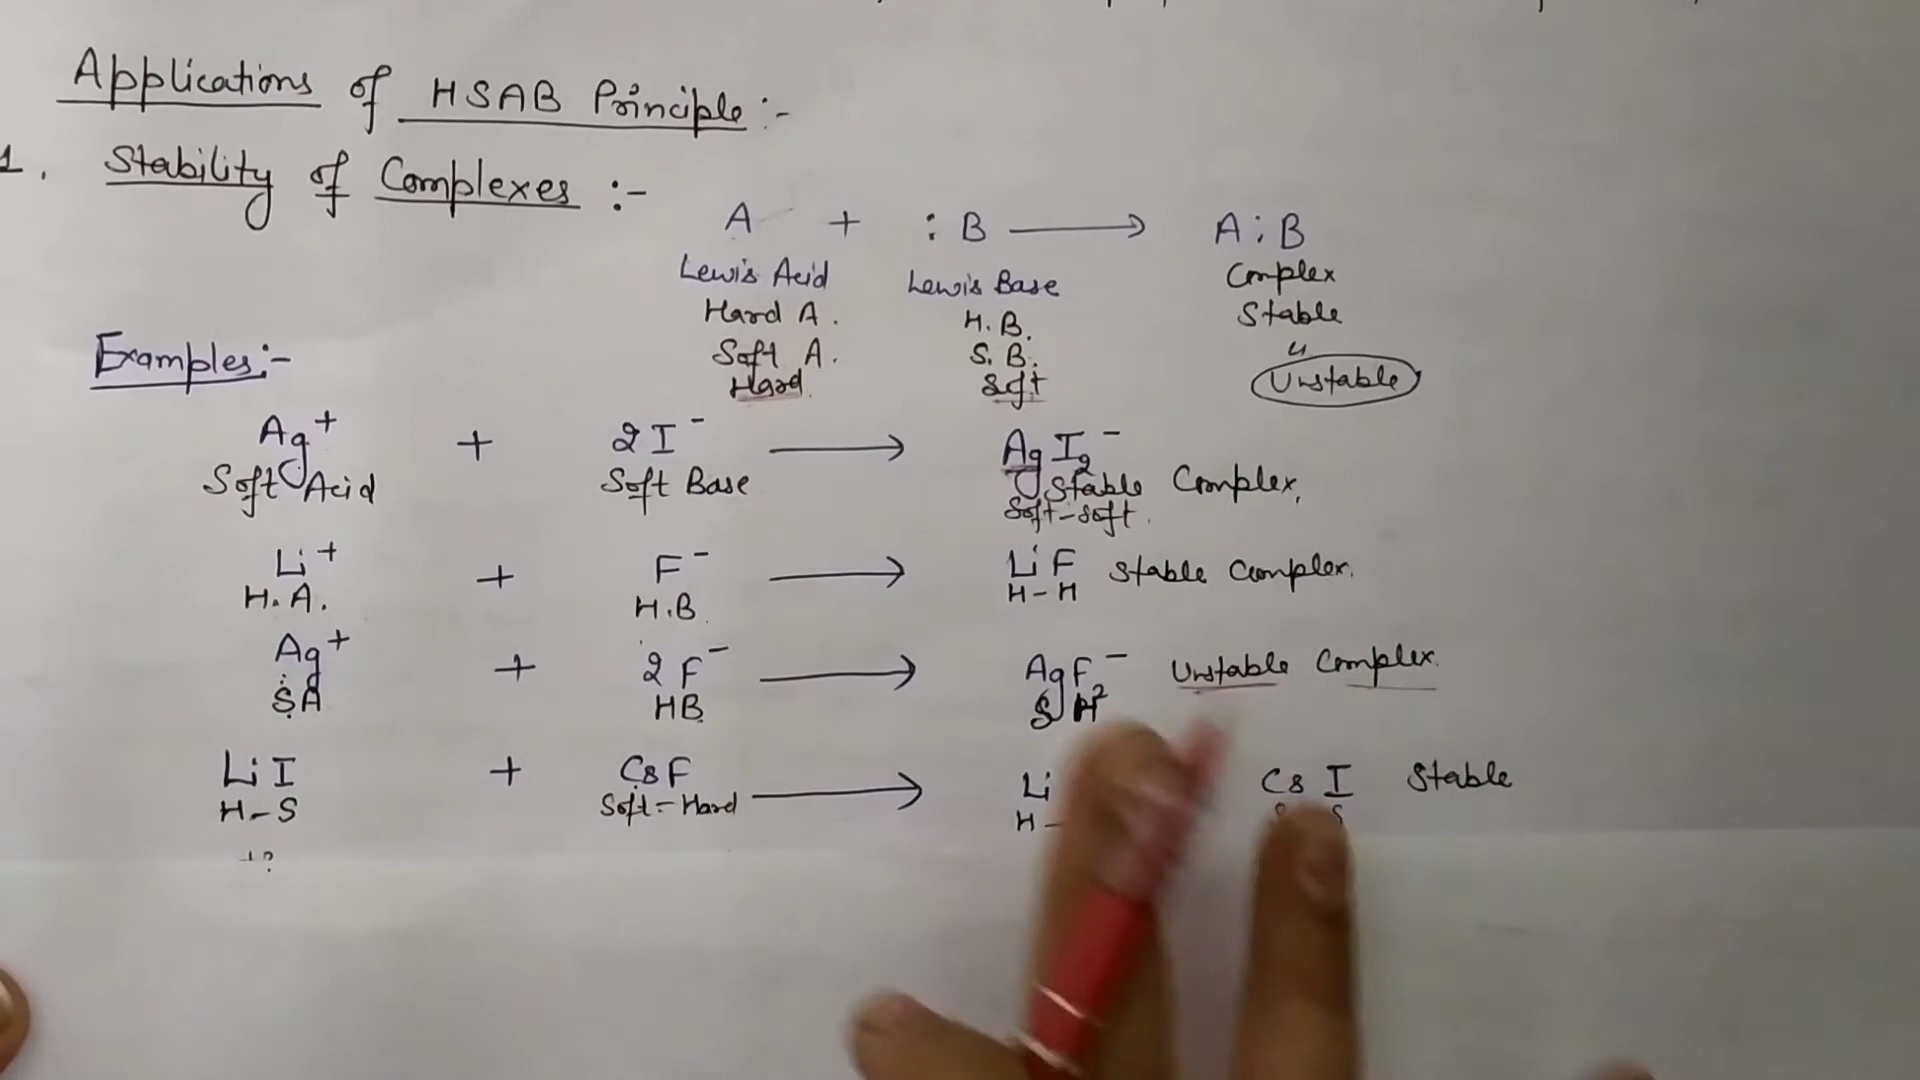 Applications of HSAB Principle :-
1. Stability of Complexes :-
A + :B ⟶ A:B
Lewis Acid Lewis Base Complex
Hard A. H.B. Stable
Soft A. S.B.
Hard Soft Unstable
Examples:-
Ag⁺ + 2I⁻ ⟶ AgI₂⁻
Soft Acid Soft Base Stable Complex.
Soft-Soft.
Li⁺ + F⁻ ⟶ LiF Stable Complex.
H.A. H.B. H-H
Ag⁺ + 2F⁻ ⟶ AgF₂⁻ Unstable Complex.
SA HB S H
LiI + CsF ⟶ Li CsI Stable
H-S Soft-Hard H- S